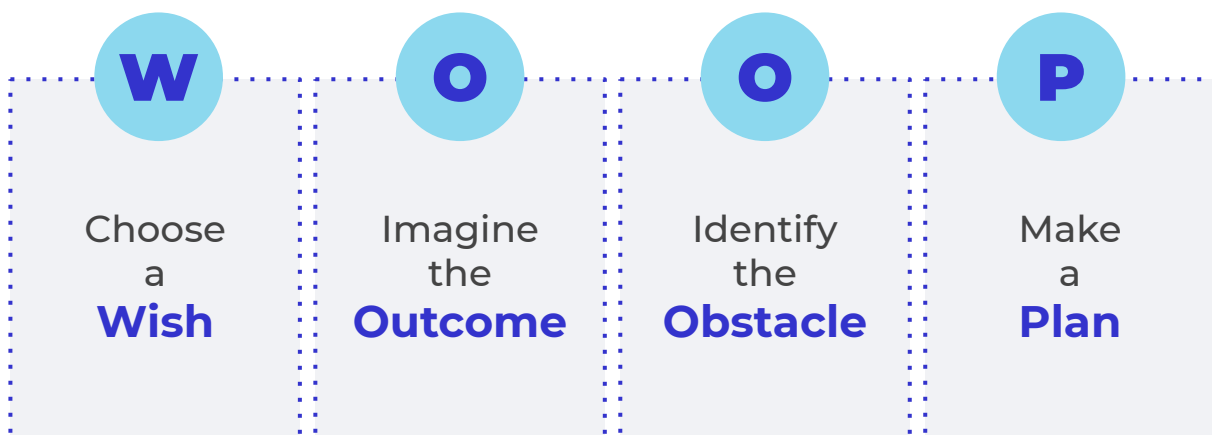 W
Choose
a
Wish
O
Imagine
the
Outcome
O
Identify
the
Obstacle
P
Make
a
Plan